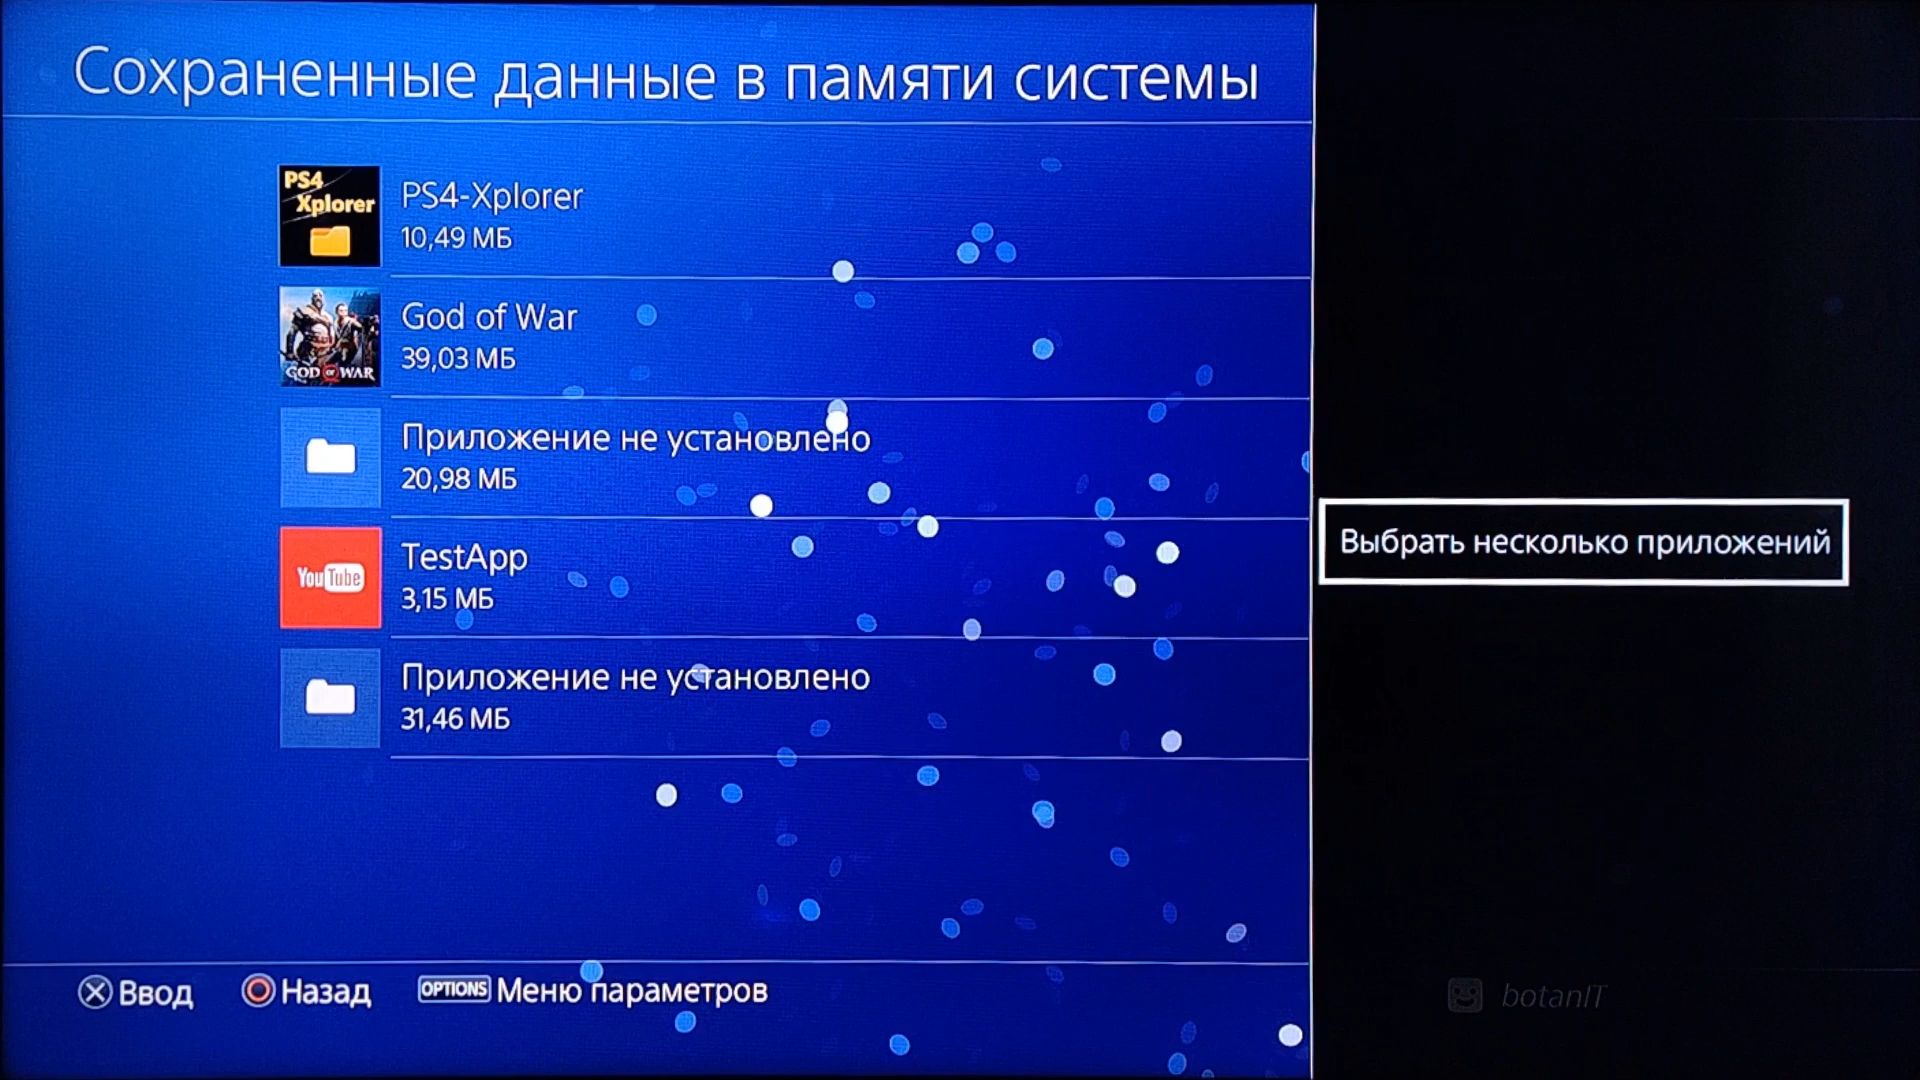 Сохраненные данные в памяти системы
PS4
Xplorer
PS4-Xplorer
10,49 МБ
GOD OF WAR
God of War
39,03 МБ
Приложение не установлено
20,98 МБ
YouTube
TestApp
3,15 МБ
Приложение не установлено
31,46 МБ
Выбрать несколько приложений
Ввод
Назад
OPTIONS Меню параметров
botanIT